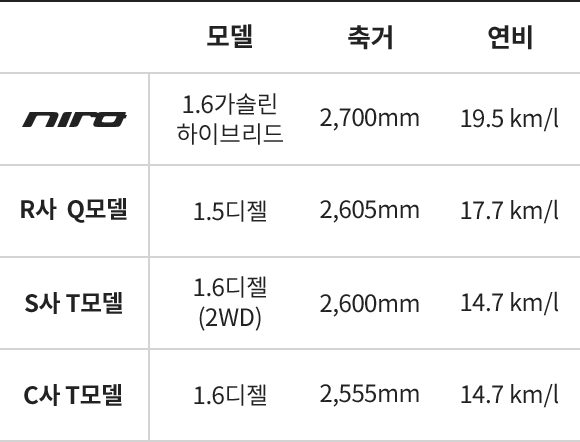 모델 축거 연비
niro 1.6가솔린 하이브리드 2,700mm 19.5 km/l
R사 Q모델 1.5디젤 2,605mm 17.7 km/l
S사 T모델 1.6디젤 (2WD) 2,600mm 14.7 km/l
C사 T모델 1.6디젤 2,555mm 14.7 km/l